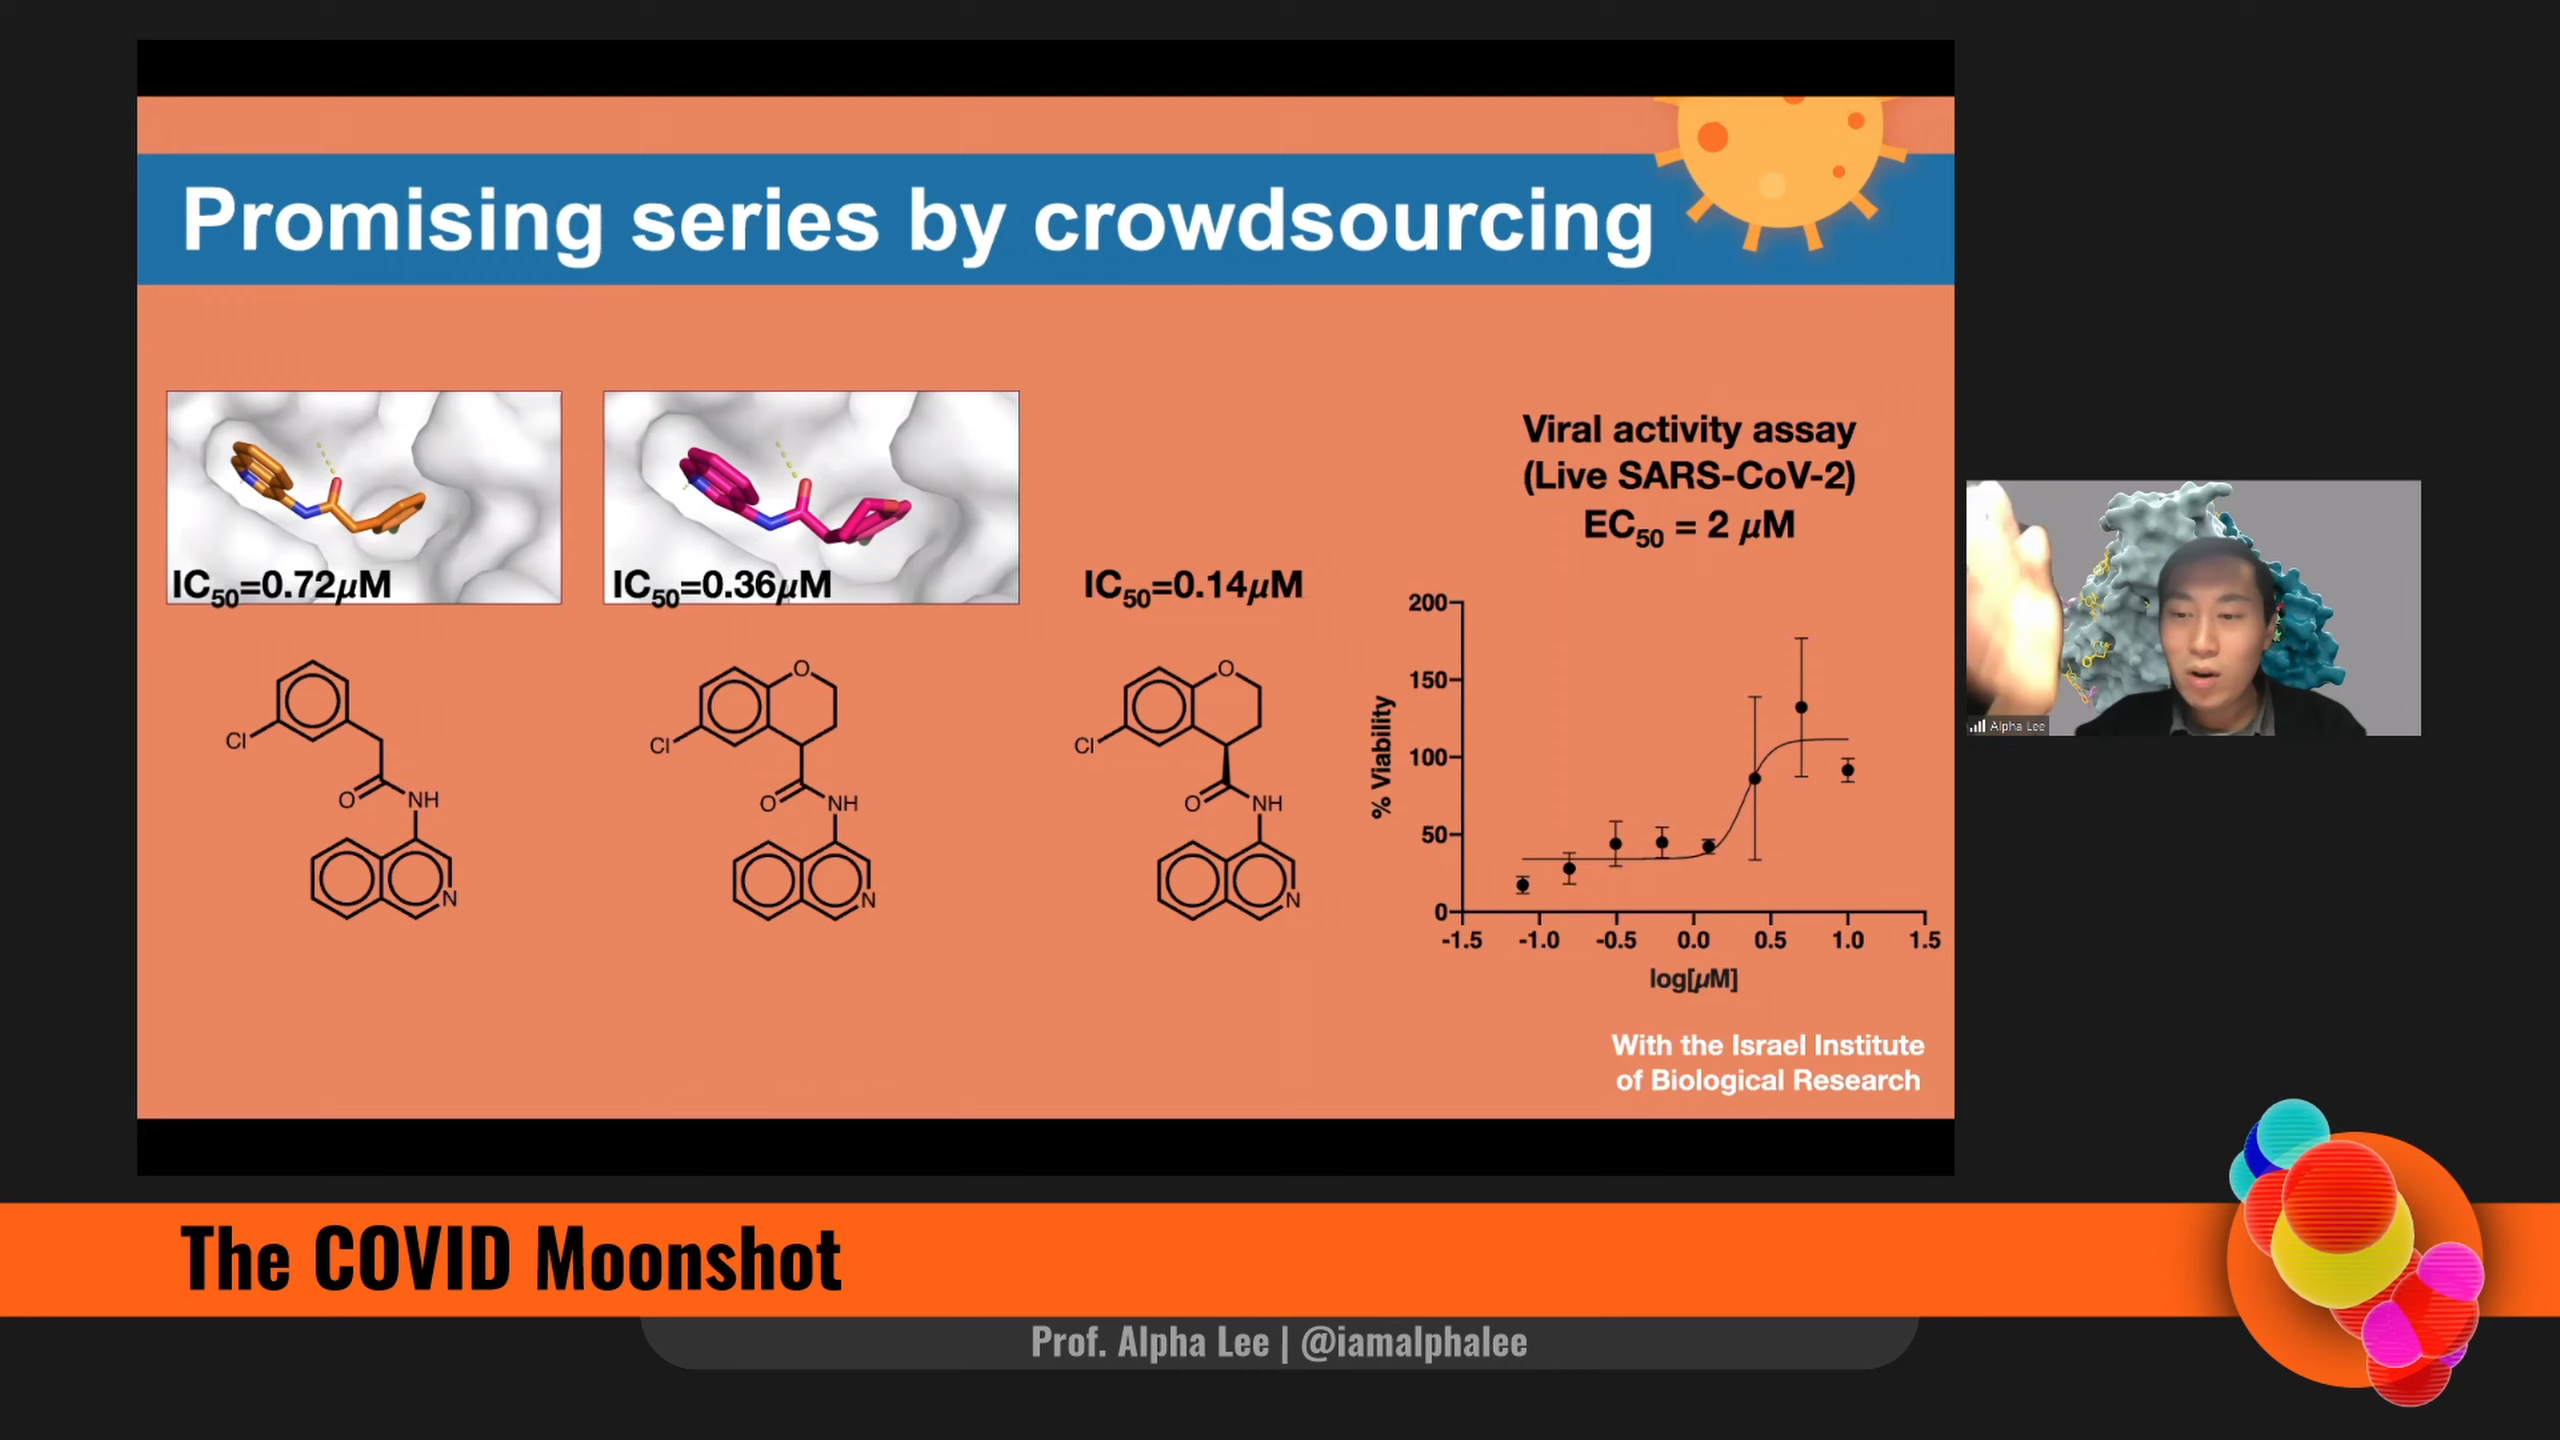 Promising series by crowdsourcing
IC50=0.72μM
IC50=0.36μM
IC50=0.14μM
Cl
O
NH
N
O
Cl
O
NH
N
O
Cl
O
NH
N
Viral activity assay
(Live SARS-CoV-2)
EC50 = 2 μM
% Viability
200
150
100
50
0
-1.5 -1.0 -0.5 0.0 0.5 1.0 1.5
log[μM]
With the Israel Institute
of Biological Research
Alpha Lee
The COVID Moonshot
Prof. Alpha Lee | @iamalphalee